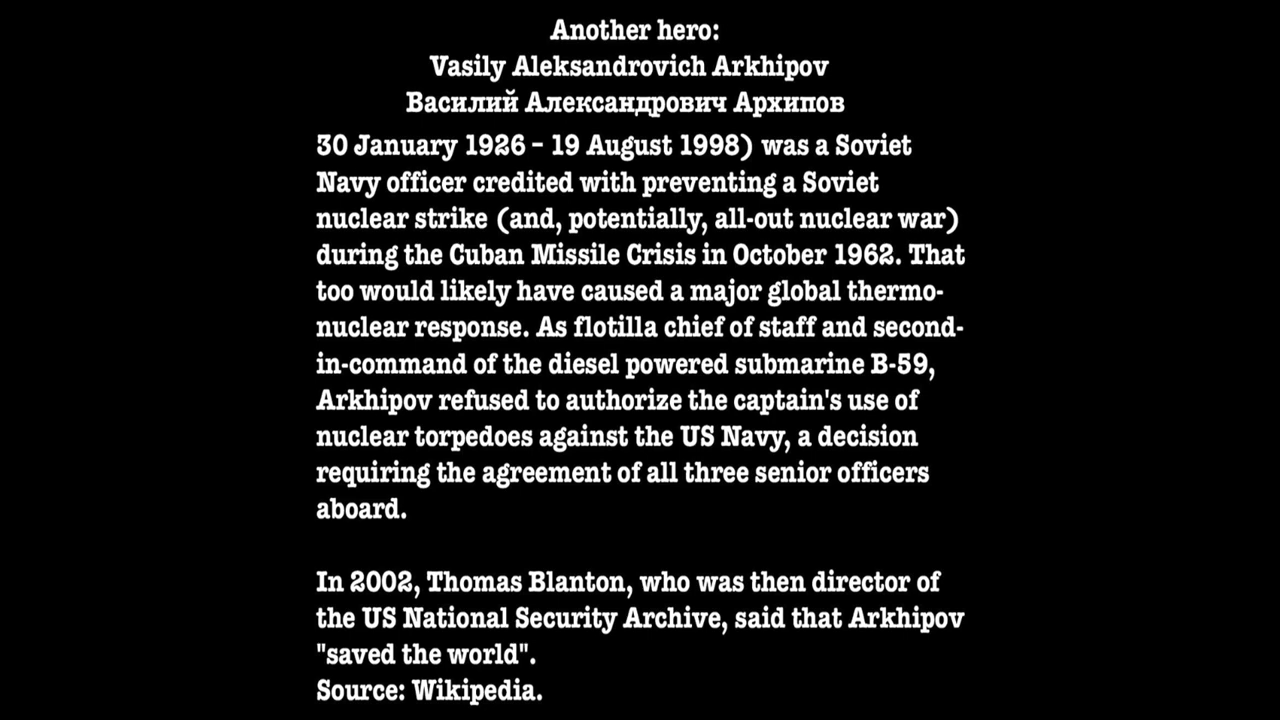 Another hero:
Vasily Aleksandrovich Arkhipov
Василий Александрович Архипов
30 January 1926 – 19 August 1998) was a Soviet
Navy officer credited with preventing a Soviet
nuclear strike (and, potentially, all-out nuclear war)
during the Cuban Missile Crisis in October 1962. That
too would likely have caused a major global thermo-
nuclear response. As flotilla chief of staff and second-
in-command of the diesel powered submarine B-59,
Arkhipov refused to authorize the captain's use of
nuclear torpedoes against the US Navy, a decision
requiring the agreement of all three senior officers
aboard.
In 2002, Thomas Blanton, who was then director of
the US National Security Archive, said that Arkhipov
"saved the world".
Source: Wikipedia.